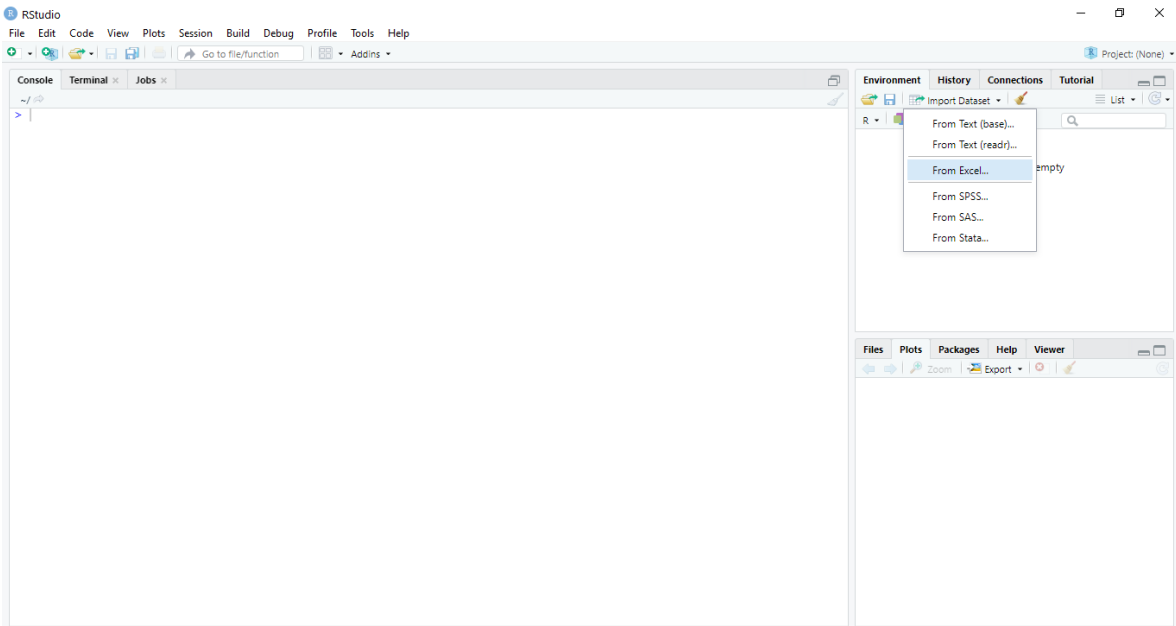 RStudio
File Edit Code View Plots Session Build Debug Profile Tools Help
Go to file/function Addins Project: (None)
Console Terminal Jobs
~/
>
Environment History Connections Tutorial
Import Dataset List
R
From Text (base)...
From Text (readr)...
From Excel...
empty
From SPSS...
From SAS...
From Stata...
Files Plots Packages Help Viewer
Zoom Export